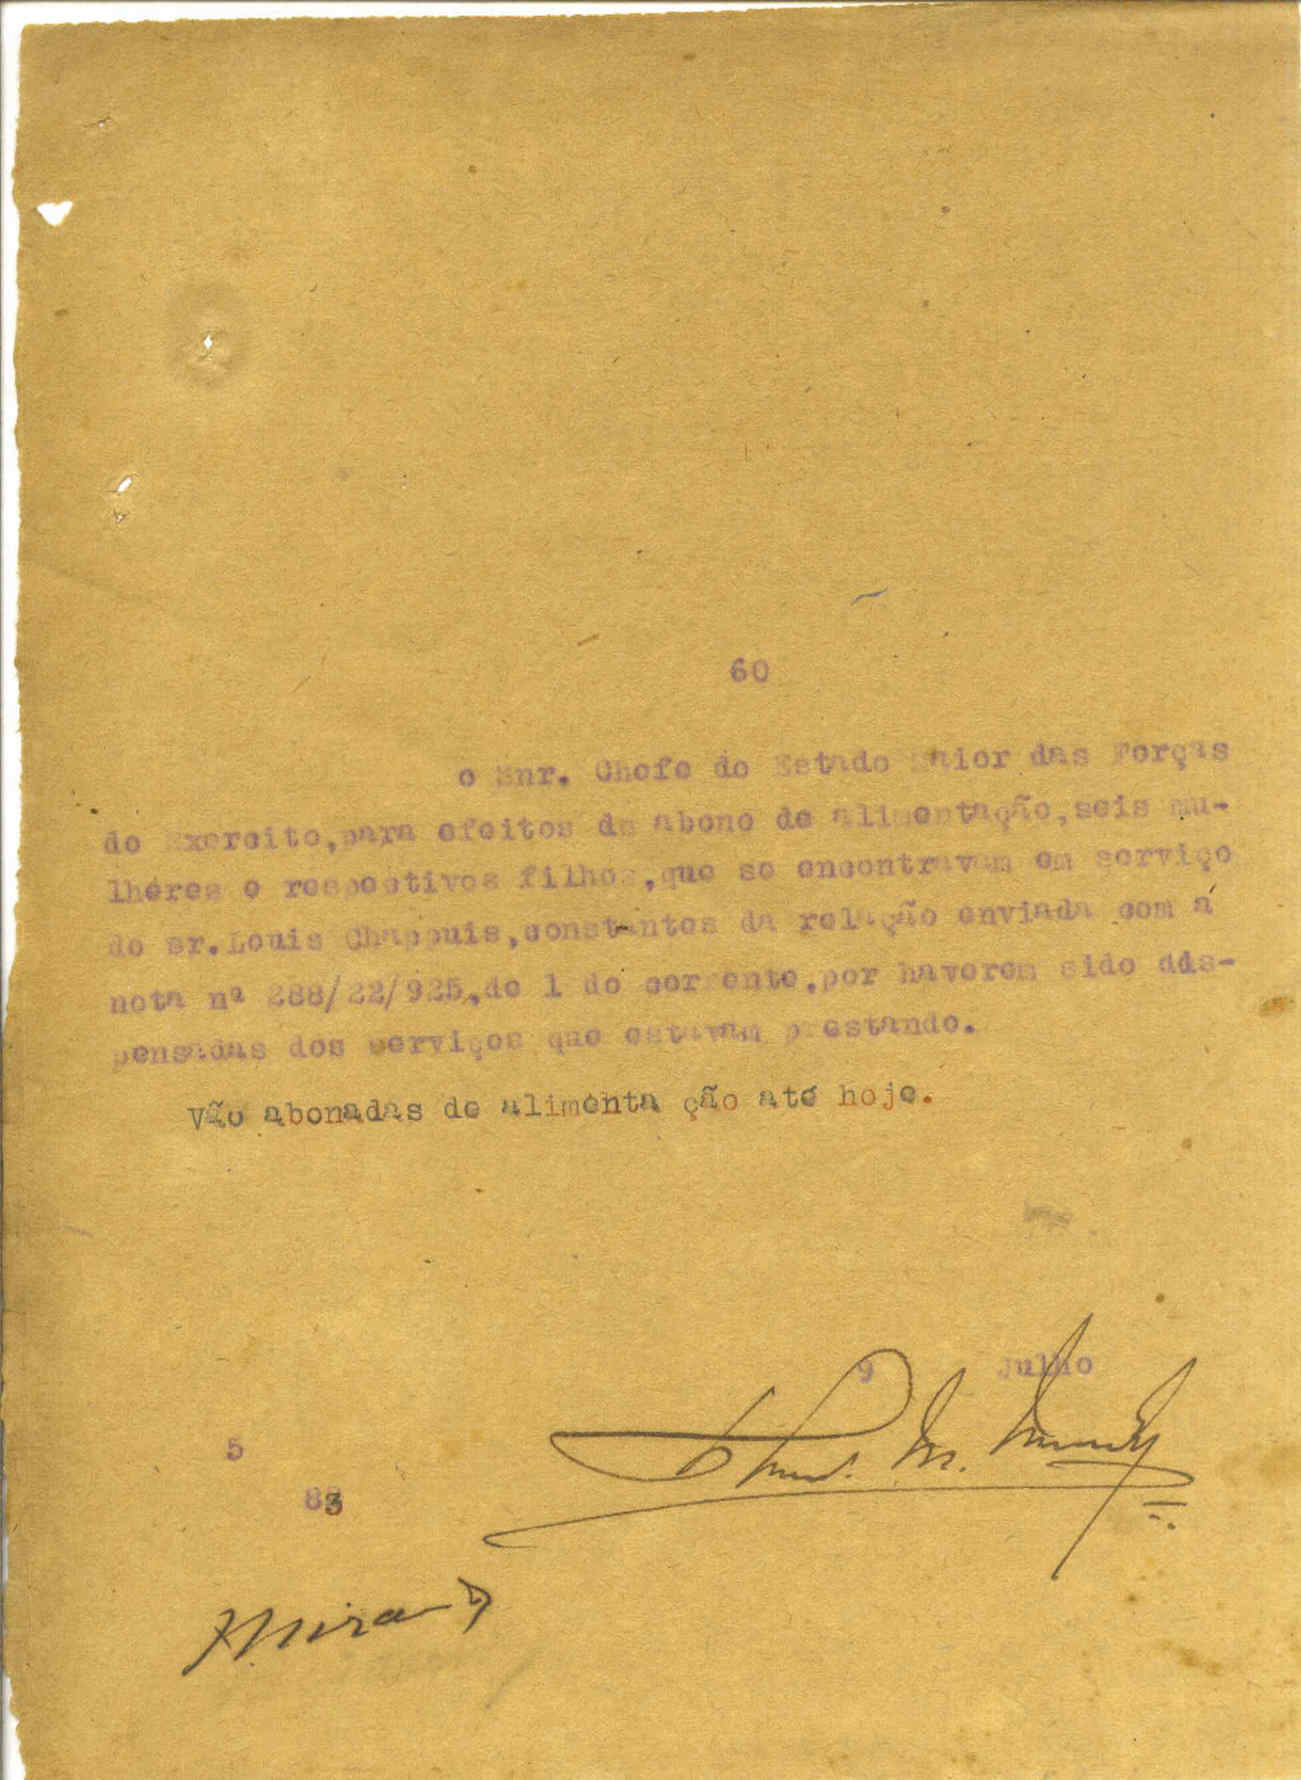 60
o Snr. Chefe do Estado Maior das Forças
do Exercito,para efeitos de abono de alimentação,seis mu-
lheres e respectivos filhos,que se encontravam em serviço
do sr.Louis Chappuis,constantes da relação enviada com á
nota nº 288/22/925,de 1 do corrente,por haverem sido dis-
pensadas dos serviços que estavam prestando.
Vão abonadas de alimenta ção até hoje.
9 Julho
5
83